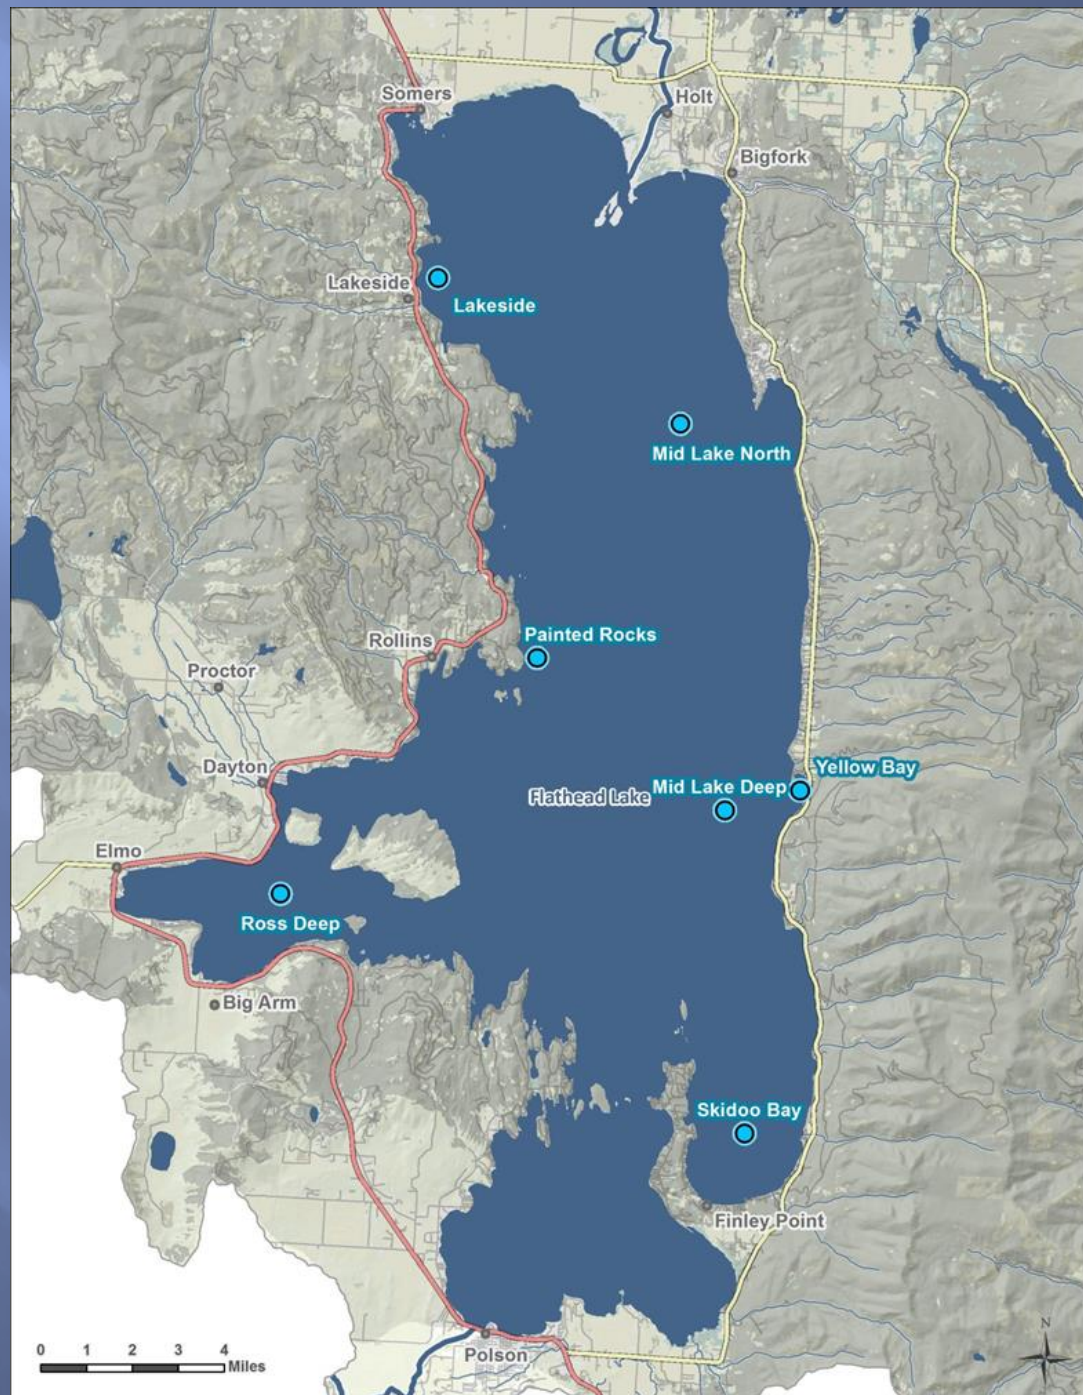 Somers
Holt
Bigfork
Lakeside
Lakeside
Mid Lake North
Painted Rocks
Rollins
Proctor
Dayton
Yellow Bay
Mid Lake Deep
Flathead Lake
Elmo
Ross Deep
Big Arm
Skidoo Bay
Finley Point
Polson
0 1 2 3 4
Miles
N